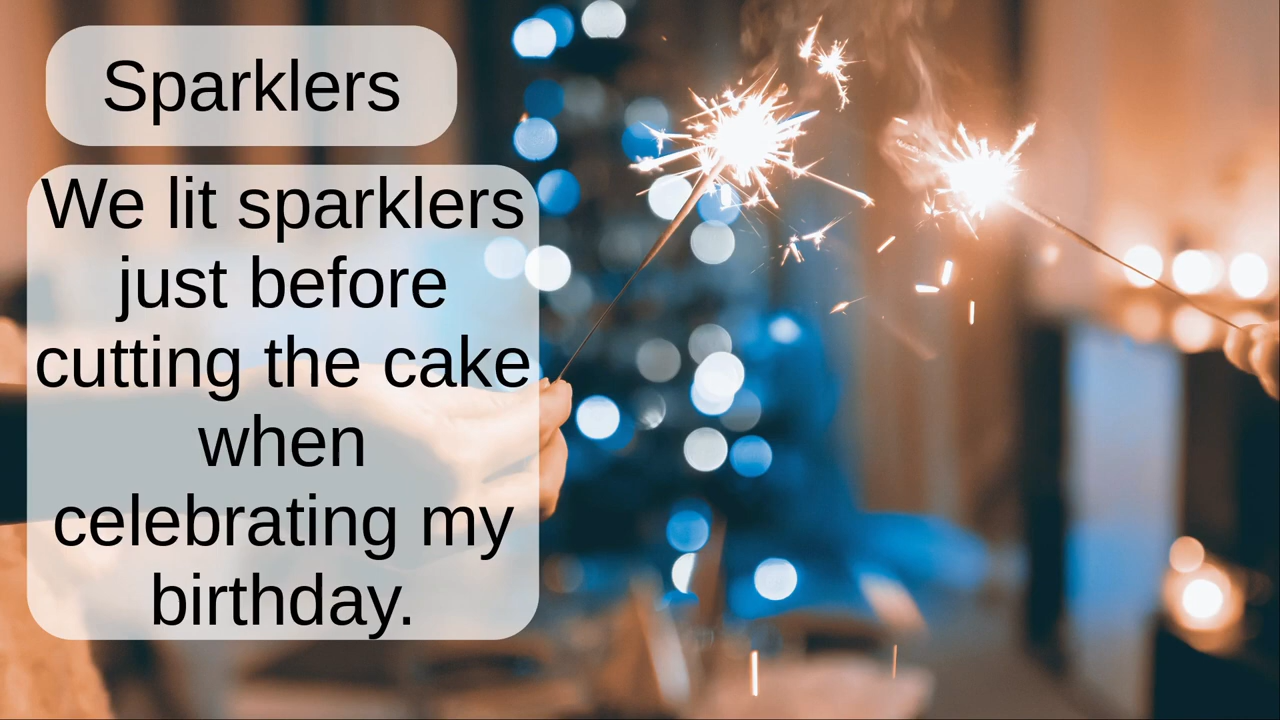 Sparklers
We lit sparklers
just before
cutting the cake
when
celebrating my
birthday.